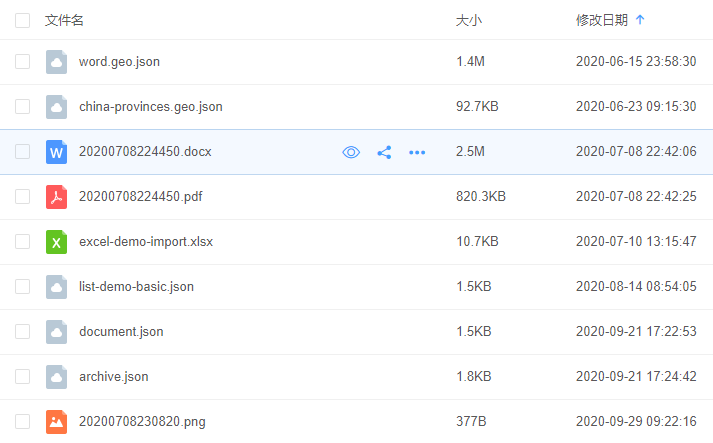 文件名 大小 修改日期
word.geo.json 1.4M 2020-06-15 23:58:30
china-provinces.geo.json 92.7KB 2020-06-23 09:15:30
20200708224450.docx 2.5M 2020-07-08 22:42:06
20200708224450.pdf 820.3KB 2020-07-08 22:42:25
excel-demo-import.xlsx 10.7KB 2020-07-10 13:15:47
list-demo-basic.json 1.5KB 2020-08-14 08:54:05
document.json 1.5KB 2020-09-21 17:22:53
archive.json 1.8KB 2020-09-21 17:24:42
20200708230820.png 377B 2020-09-29 09:22:16